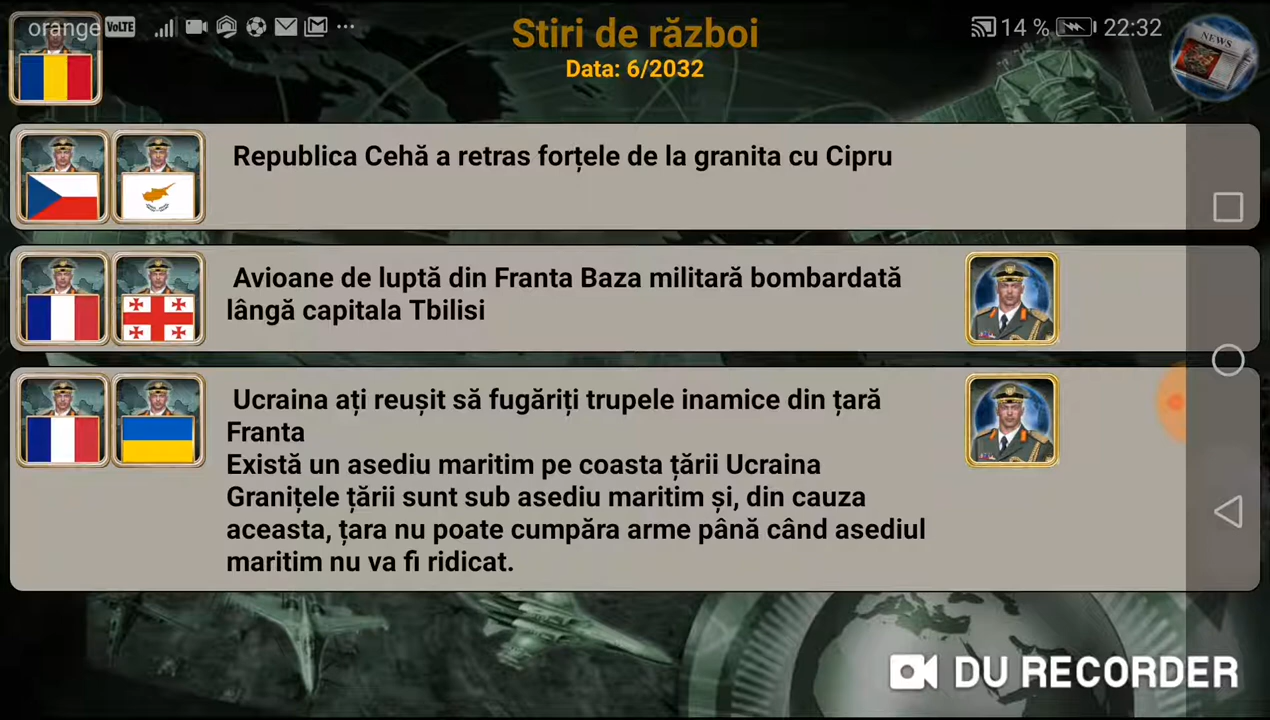 orange VoLTE ... 14 % 22:32
Stiri de război
Data: 6/2032
NEWS
Republica Cehă a retras forțele de la granita cu Cipru
Avioane de luptă din Franta Baza militară bombardată
lângă capitala Tbilisi
Ucraina ați reușit să fugăriți trupele inamice din țară
Franta
Există un asediu maritim pe coasta țării Ucraina
Granițele țării sunt sub asediu maritim și, din cauza
aceasta, țara nu poate cumpăra arme până când asediul
maritim nu va fi ridicat.
DU RECORDER